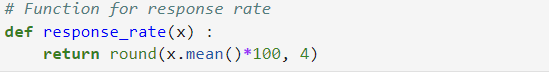 # Function for response rate
def response_rate(x) :
    return round(x.mean()*100, 4)